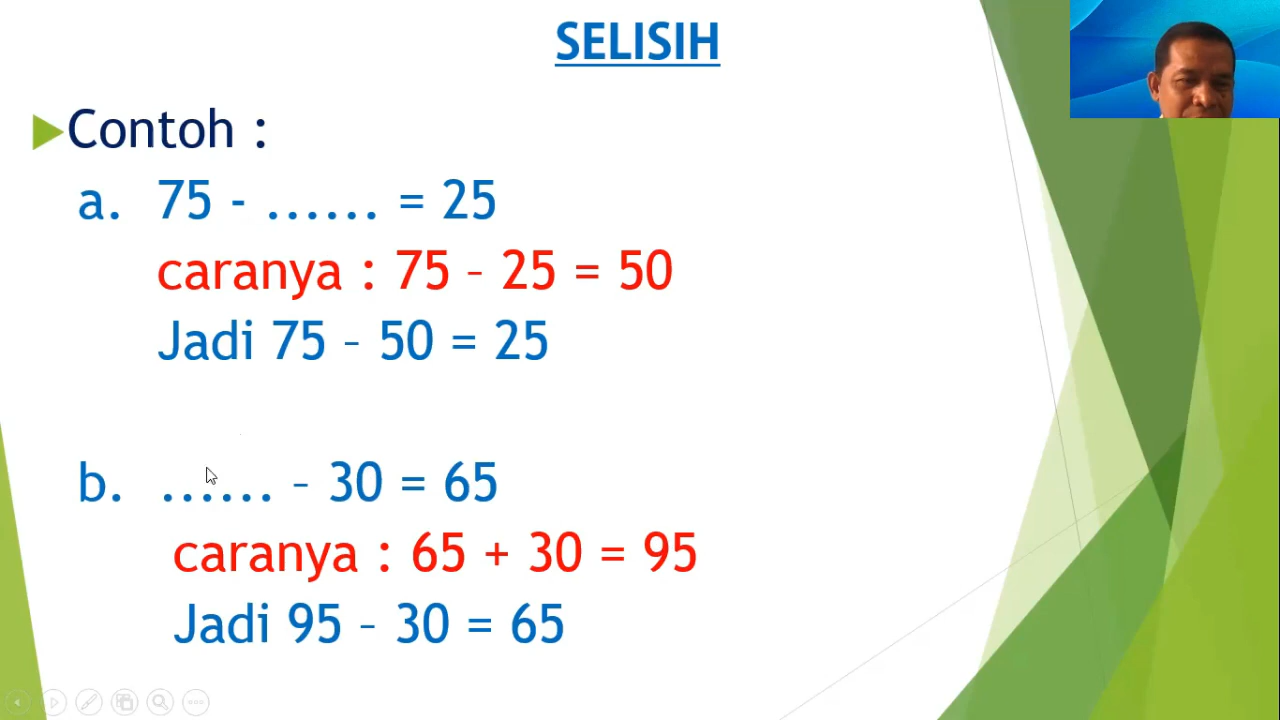 SELISIH
Contoh :
a. 75 - ...... = 25
caranya : 75 – 25 = 50
Jadi 75 – 50 = 25
b. ...... – 30 = 65
caranya : 65 + 30 = 95
Jadi 95 – 30 = 65